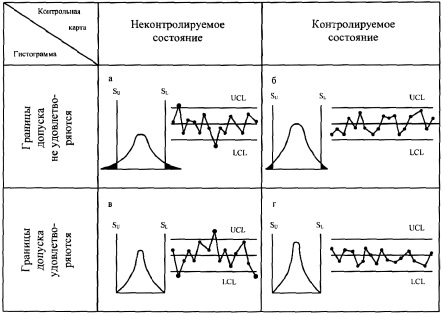 Контрольная
карта
Гистограмма
Неконтролируемое
состояние
Контролируемое
состояние
Границы
допуска
не удовлетво-
ряются
а
SU SL
UCL
LCL
б
SU SL
UCL
LCL
Границы
допуска
удовлетво-
ряются
в
SU SL
UCL
LCL
г
SU SL
UCL
LCL